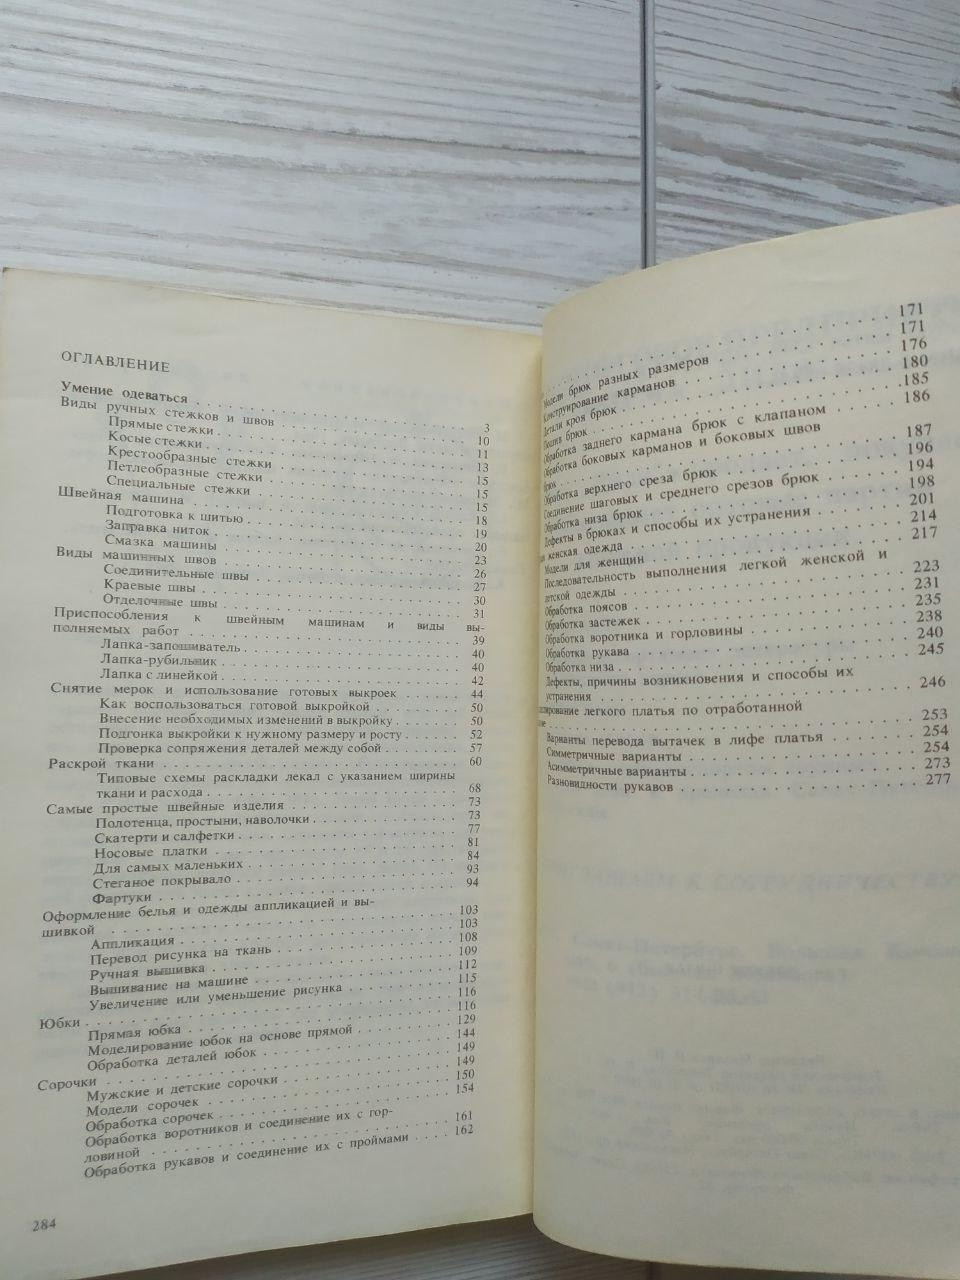 ОГЛАВЛЕНИЕ
Умение одеваться . . . . . . . . . . . . . . . . . . 3
Виды ручных стежков и швов . . . . . . . . . . . . 10
Прямые стежки . . . . . . . . . . . . . . . . . 11
Косые стежки . . . . . . . . . . . . . . . . . . 13
Крестообразные стежки . . . . . . . . . . . . . 15
Петлеобразные стежки . . . . . . . . . . . . . 15
Специальные стежки . . . . . . . . . . . . . . 15
Швейная машина . . . . . . . . . . . . . . . . . . 18
Подготовка к шитью . . . . . . . . . . . . . . 19
Заправка ниток . . . . . . . . . . . . . . . . . 20
Смазка машины . . . . . . . . . . . . . . . . . 23
Виды машинных швов . . . . . . . . . . . . . . . . 26
Соединительные швы . . . . . . . . . . . . . . 27
Краевые швы . . . . . . . . . . . . . . . . . . 30
Отделочные швы . . . . . . . . . . . . . . . . 31
Приспособления к швейным машинам и виды вы-
полняемых работ . . . . . . . . . . . . . . . . . . 39
Лапка-запошиватель . . . . . . . . . . . . . . 40
Лапка-рубильник . . . . . . . . . . . . . . . . 40
Лапка с линейкой . . . . . . . . . . . . . . . . 42
Снятие мерок и использование готовых выкроек . . . . . . 44
Как воспользоваться готовой выкройкой . . . . . . 50
Внесение необходимых изменений в выкройку . . . . . 50
Подгонка выкройки к нужному размеру и росту . . . . 52
Проверка сопряжения деталей между собой . . . . . . 57
Раскрой ткани . . . . . . . . . . . . . . . . . . . 60
Типовые схемы раскладки лекал с указанием ширины
ткани и расхода . . . . . . . . . . . . . . . . . 68
Самые простые швейные изделия . . . . . . . . . . . 73
Полотенца, простыни, наволочки . . . . . . . . . . 73
Скатерти и салфетки . . . . . . . . . . . . . . . 77
Носовые платки . . . . . . . . . . . . . . . . . 81
Для самых маленьких . . . . . . . . . . . . . . . 84
Стеганое покрывало . . . . . . . . . . . . . . . 93
Фартуки . . . . . . . . . . . . . . . . . . . . 94
Оформление белья и одежды аппликацией и вы-
шивкой . . . . . . . . . . . . . . . . . . . . . . 103
Аппликация . . . . . . . . . . . . . . . . . . . 103
Перевод рисунка на ткань . . . . . . . . . . . . . 108
Ручная вышивка . . . . . . . . . . . . . . . . . 109
Вышивание на машине . . . . . . . . . . . . . . . 112
Увеличение или уменьшение рисунка . . . . . . . . 115
Юбки . . . . . . . . . . . . . . . . . . . . . . . 116
Прямая юбка . . . . . . . . . . . . . . . . . . . 116
Моделирование юбок на основе прямой . . . . . . . 129
Обработка деталей юбок . . . . . . . . . . . . . . 144
Сорочки . . . . . . . . . . . . . . . . . . . . . . 149
Мужские и детские сорочки . . . . . . . . . . . . 149
Модели сорочек . . . . . . . . . . . . . . . . . 150
Обработка сорочек . . . . . . . . . . . . . . . . 154
Обработка воротников и соединение их с гор-
ловиной . . . . . . . . . . . . . . . . . . . . 161
Обработка рукавов и соединение их с проймами . . . . 162
284
. . . . . . . . . . . . . . . . . . . . . . . . 171
Модели брюк разных размеров . . . . . . . . . . . . 171
Конструирование карманов . . . . . . . . . . . . . 176
Детали кроя брюк . . . . . . . . . . . . . . . . . 180
Пошив брюк . . . . . . . . . . . . . . . . . . . .185
Обработка заднего кармана брюк с клапаном . . . . . 186
Обработка боковых карманов и боковых швов
брюк . . . . . . . . . . . . . . . . . . . . . . 187
Обработка верхнего среза брюк . . . . . . . . . . . 196
Соединение шаговых и среднего срезов брюк . . . . . 194
Обработка низа брюк . . . . . . . . . . . . . . . . 198
Дефекты в брюках и способы их устранения . . . . . 201
женская одежда . . . . . . . . . . . . . . . . . . 214
Модели для женщин . . . . . . . . . . . . . . . . 217
Последовательность выполнения легкой женской и
детской одежды . . . . . . . . . . . . . . . . . . 223
Обработка поясов . . . . . . . . . . . . . . . . . 231
Обработка застежек . . . . . . . . . . . . . . . . 235
Обработка воротника и горловины . . . . . . . . . . 238
Обработка рукава . . . . . . . . . . . . . . . . . 240
Обработка низа . . . . . . . . . . . . . . . . . . 245
Дефекты, причины возникновения и способы их
устранения . . . . . . . . . . . . . . . . . . . . 246
легкого платья по отработанной
. . . . . . . . . . . . . . . . . . . . . . . . 253
Варианты перевода вытачек в лифе платья . . . . . . 254
Симметричные варианты . . . . . . . . . . . . . . 254
Асимметричные варианты . . . . . . . . . . . . . . 273
Разновидности рукавов . . . . . . . . . . . . . . . 277